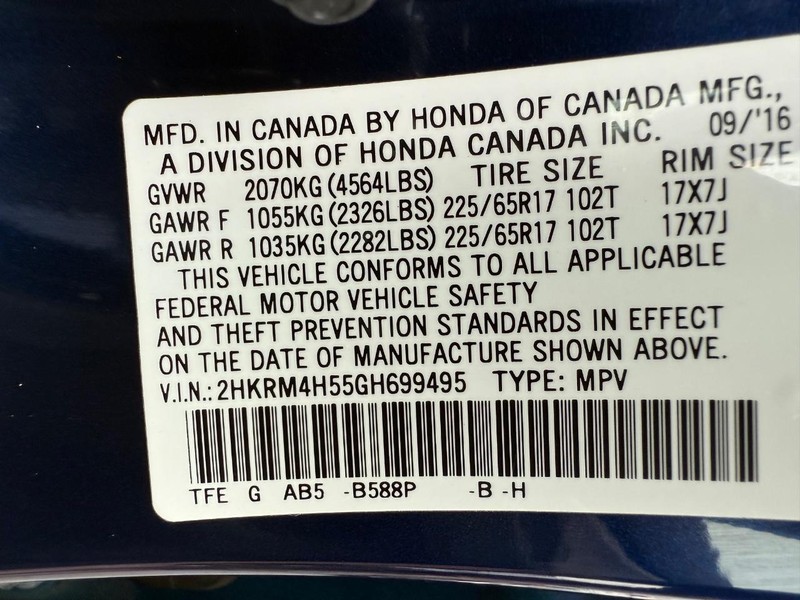 MFD. IN CANADA BY HONDA OF CANADA MFG.,
A DIVISION OF HONDA CANADA INC. 09/'16
GVWR 2070KG (4564LBS) TIRE SIZE RIM SIZE
GAWR F 1055KG (2326LBS) 225/65R17 102T 17X7J
GAWR R 1035KG (2282LBS) 225/65R17 102T 17X7J
THIS VEHICLE CONFORMS TO ALL APPLICABLE
FEDERAL MOTOR VEHICLE SAFETY
AND THEFT PREVENTION STANDARDS IN EFFECT
ON THE DATE OF MANUFACTURE SHOWN ABOVE.
V.I.N.: 2HKRM4H55GH699495 TYPE: MPV
TFE G AB5 -B588P -B -H